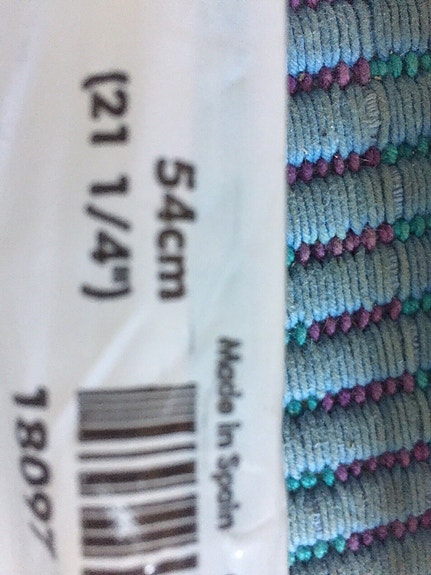 Made in Spain
54cm
(21 1/4")
18097